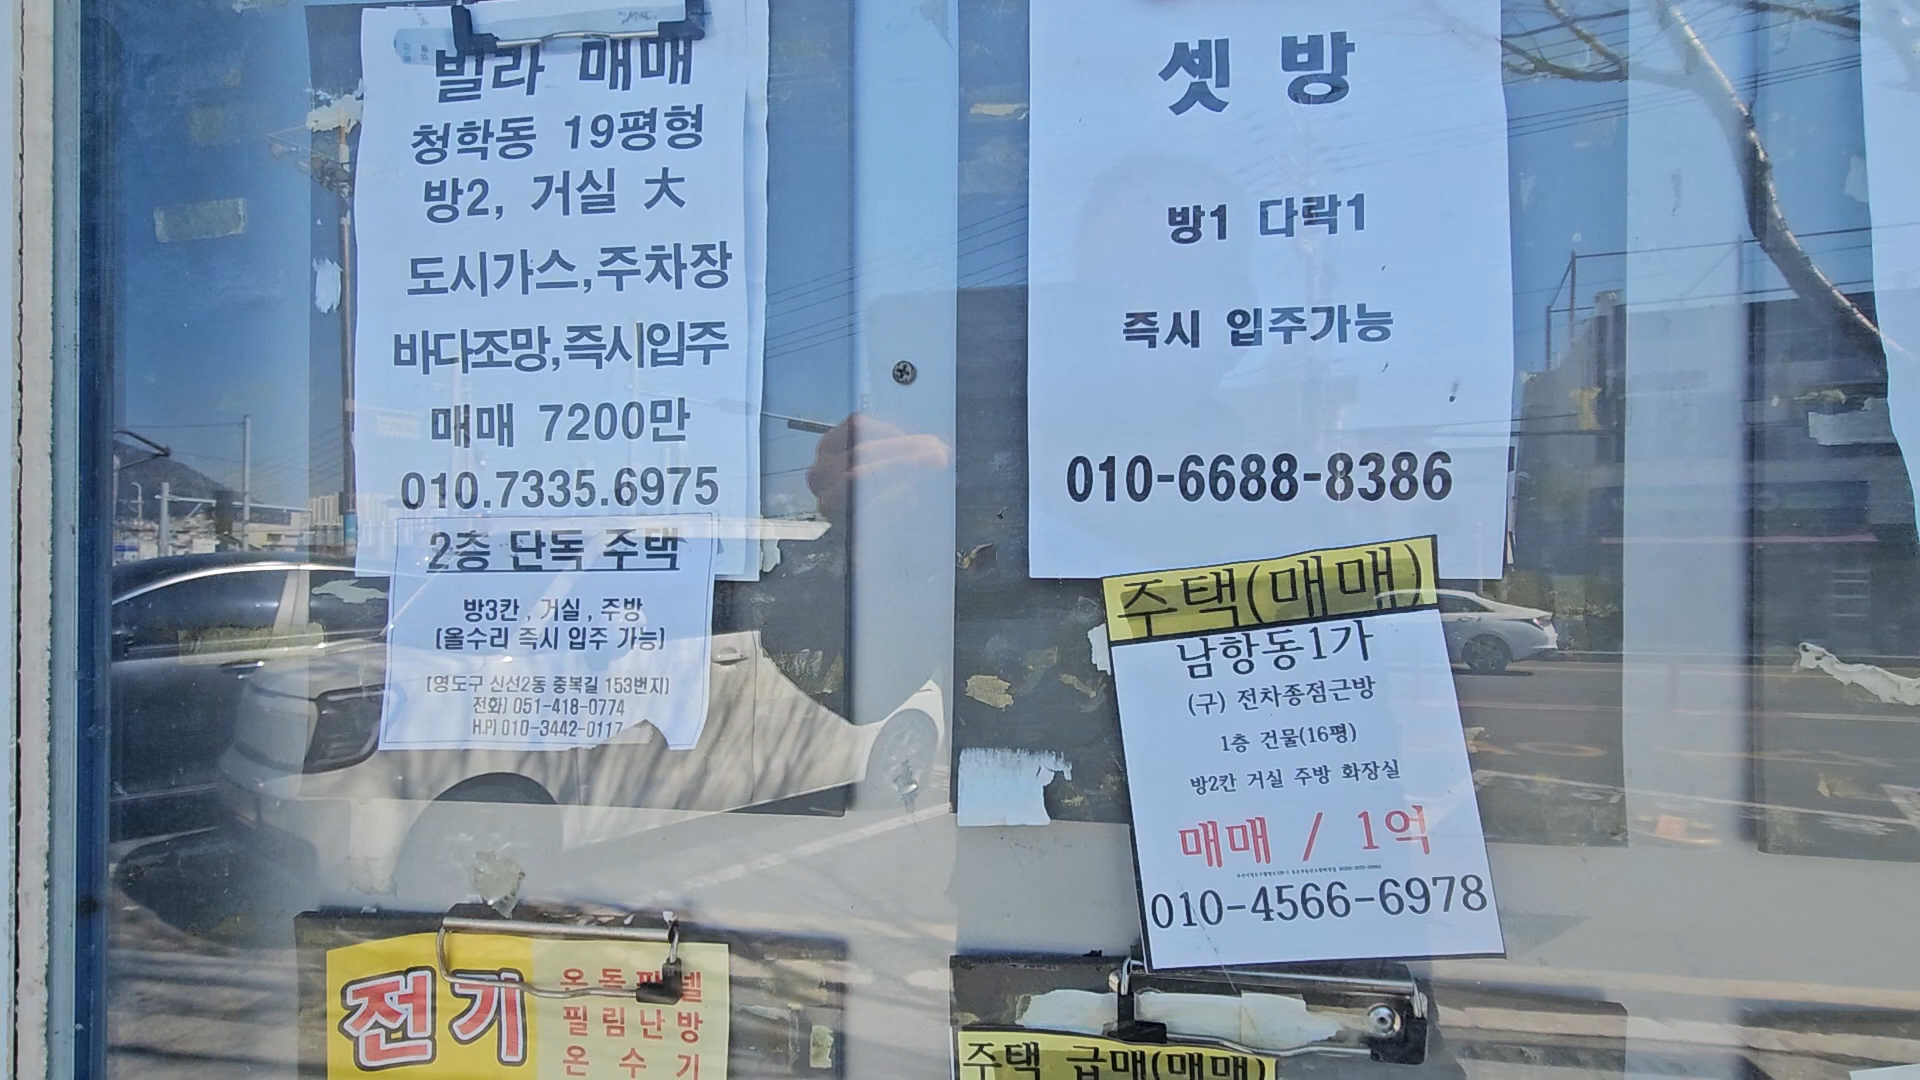 빌라 매매
청학동 19평형
방2, 거실 大
도시가스,주차장
바다조망,즉시입주
매매 7200만
010.7335.6975
2층 단독 주택
방3칸 , 거실 , 주방
(올수리 즉시 입주 가능)
(영도구 신선2동 중복길 153번지)
전화) 051-418-0774
H.P) 010-3442-0117
전기
온돌판넬
필림난방
온수기
셋 방
방1 다락1
즉시 입주가능
010-6688-8386
주택(매매)
남항동1가
(구) 전차종점근방
1층 건물(16평)
방2칸 거실 주방 화장실
매매 / 1억
010-4566-6978
주택 급매(매매)